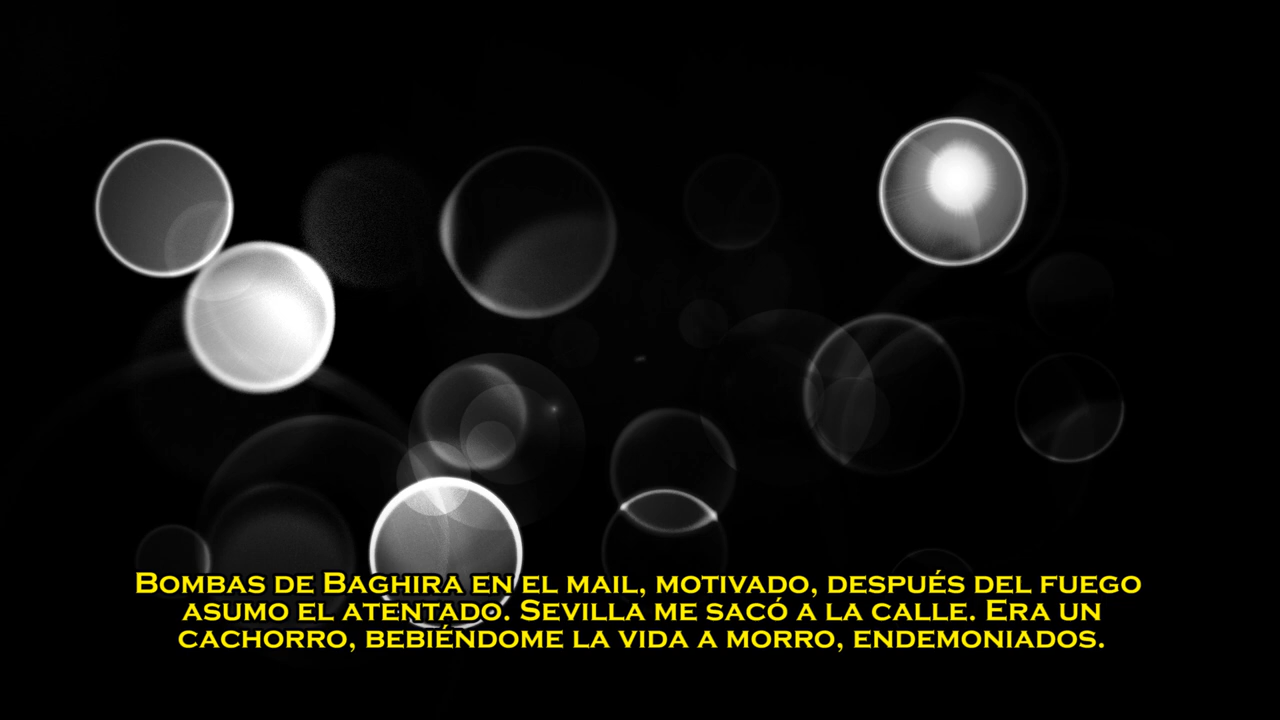 Bombas de Baghira en el mail, motivado, después del fuego
asumo el atentado. Sevilla me sacó a la calle. Era un
cachorro, bebiéndome la vida a morro, endemoniados.